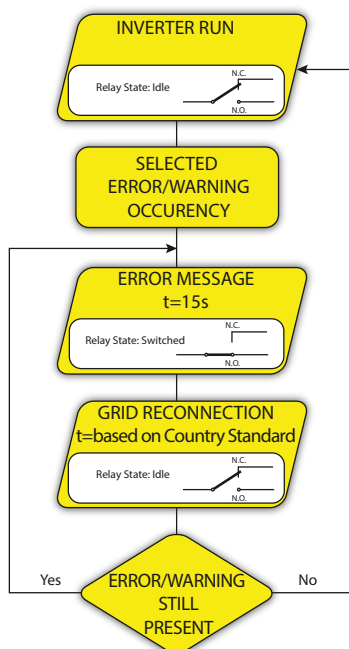 INVERTER RUN
N.C.
Relay State: Idle
N.O.
SELECTED
ERROR/WARNING
OCCURENCY
ERROR MESSAGE
t=15s
N.C.
Relay State: Switched
N.O.
GRID RECONNECTION
t=based on Country Standard
N.C.
Relay State: Idle
N.O.
Yes
No
ERROR/WARNING
STILL
PRESENT